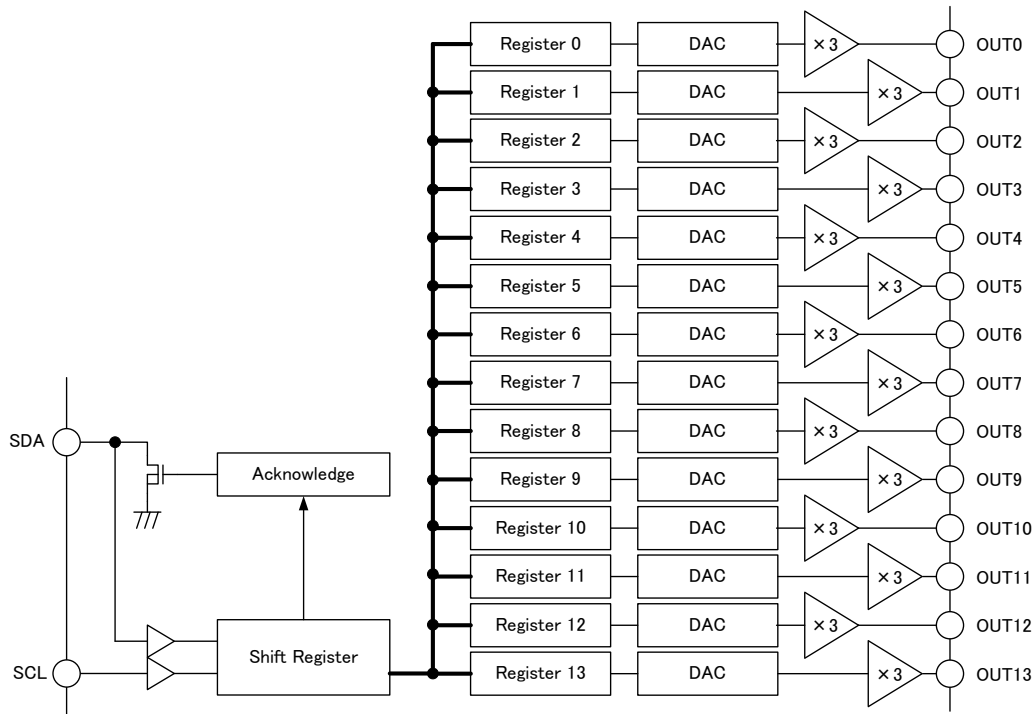 Register 0 DAC ×3 OUT0
Register 1 DAC ×3 OUT1
Register 2 DAC ×3 OUT2
Register 3 DAC ×3 OUT3
Register 4 DAC ×3 OUT4
Register 5 DAC ×3 OUT5
Register 6 DAC ×3 OUT6
Register 7 DAC ×3 OUT7
SDA Register 8 DAC ×3 OUT8
Acknowledge Register 9 DAC ×3 OUT9
Register 10 DAC ×3 OUT10
Register 11 DAC ×3 OUT11
Register 12 DAC ×3 OUT12
Shift Register
SCL Register 13 DAC ×3 OUT13